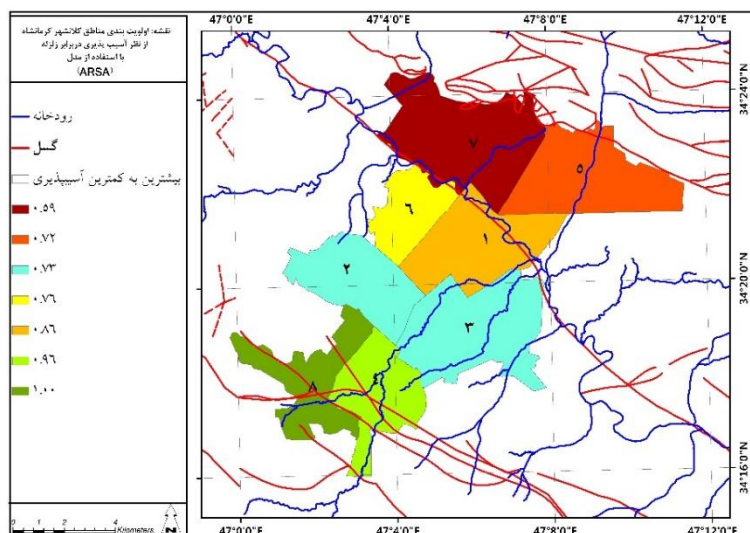 نقشه: اولویت بندی مناطق کلانشهر کرمانشاه
از نظر آسیب پذیری دربرابر زلزله
با استفاده از مدل
(ARSA)
رودخانه
گسل
بیشترین به کمترین آسیبپذیری
۰.۵۹
۰.۷۲
۰.۷۳
۰.۷۶
۰.۸۶
۰.۹۶
۱.۰۰
0 1 2 4
Kilometers
N
47°0'0"E 47°4'0"E 47°8'0"E 47°12'0"E
34°24'0"N
34°20'0"N
34°16'0"N
۷
۵
۶
۱
۲
۳
۸
۴
47°0'0"E 47°4'0"E 47°8'0"E 47°12'0"E